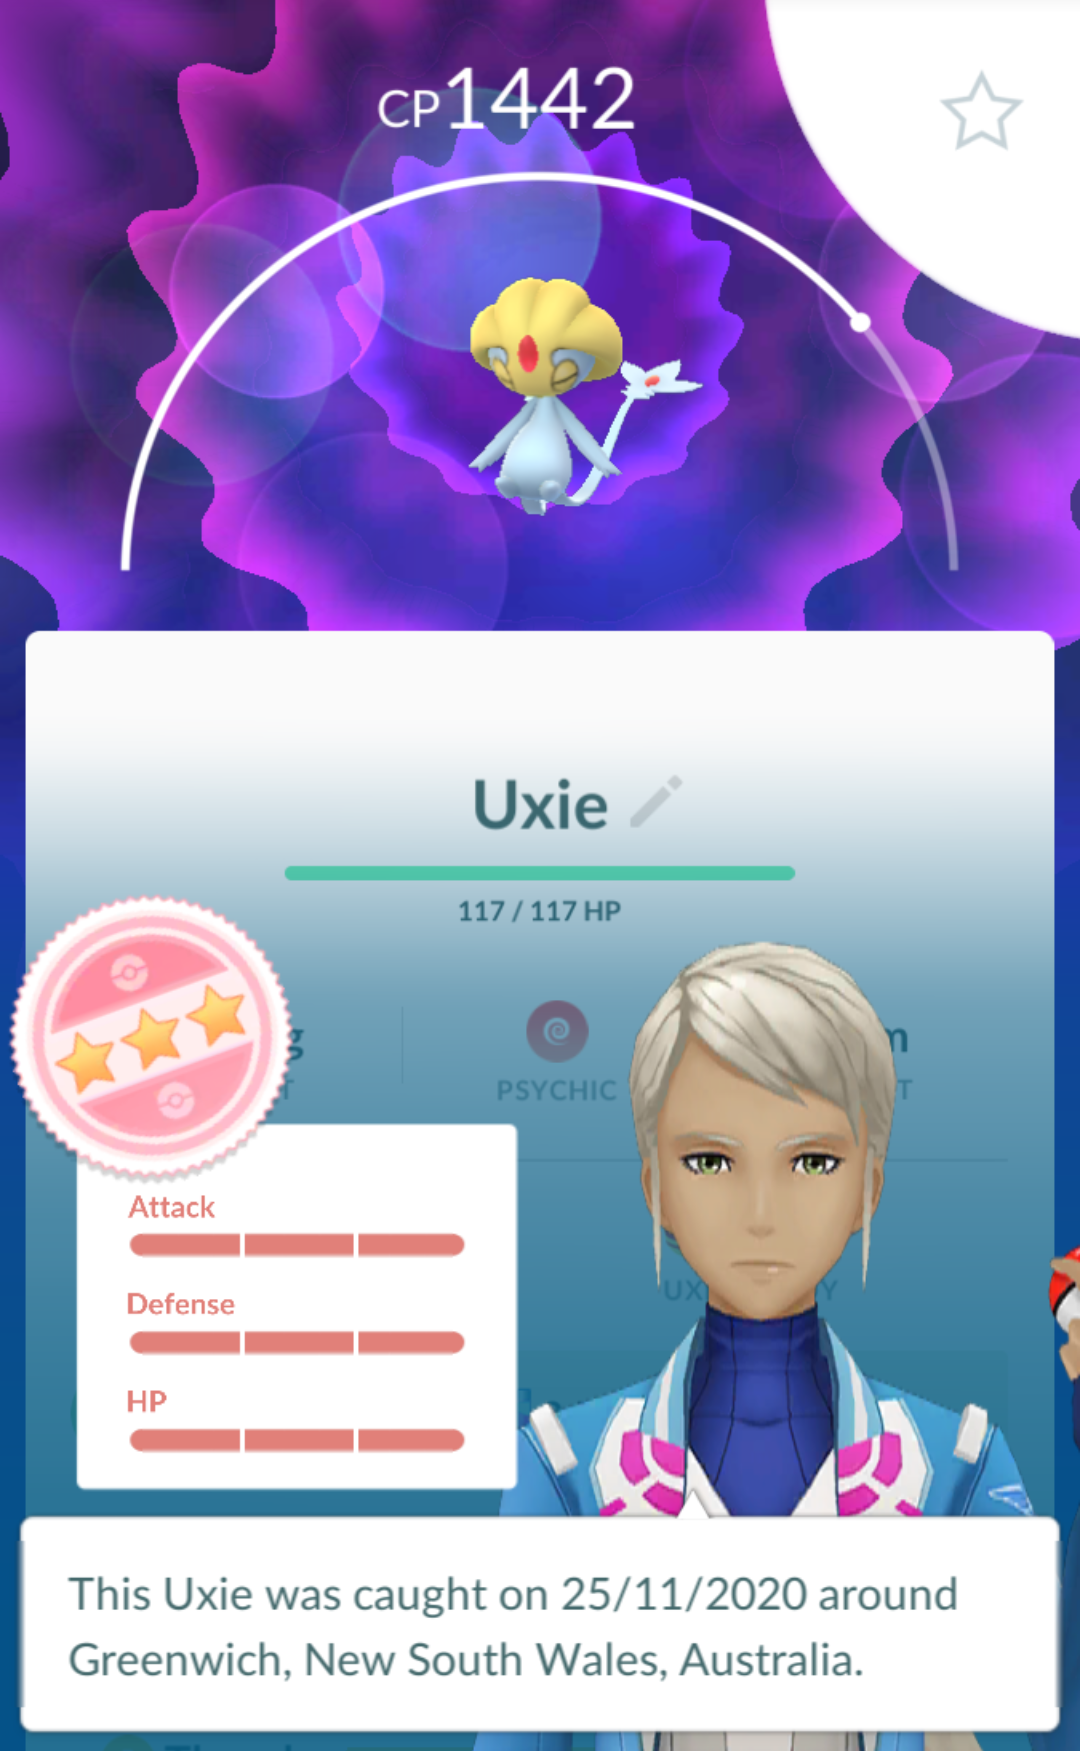 CP1442
Uxie
117 / 117 HP
PSYCHIC
Attack
Defense
HP
This Uxie was caught on 25/11/2020 around
Greenwich, New South Wales, Australia.